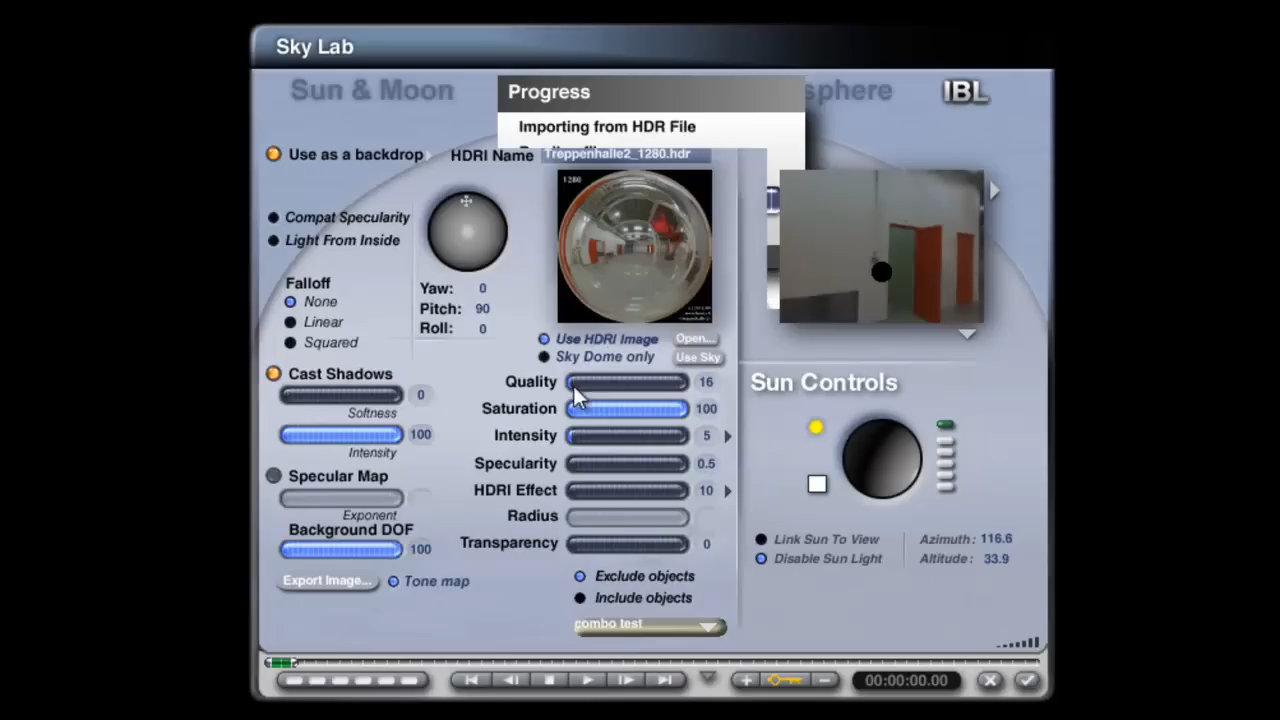 Sky Lab
Sun & Moon
sphere
IBL
Progress
Importing from HDR File
Use as a backdrop
HDRI Name
Treppenhalle2_1280.hdr
1280
Compat Specularity
Light From Inside
Falloff
None
Linear
Squared
Yaw: 0
Pitch: 90
Roll: 0
Use HDRI Image
Open...
Sky Dome only
Use Sky
Cast Shadows
0
Softness
100
Intensity
Specular Map
Exponent
Background DOF
100
Export Image...
Tone map
Quality 16
Saturation 100
Intensity 5
Specularity 0.5
HDRI Effect 10
Radius
Transparency 0
Exclude objects
Include objects
combo test
Sun Controls
Link Sun To View
Disable Sun Light
Azimuth: 116.6
Altitude: 33.9
00:00:00.00